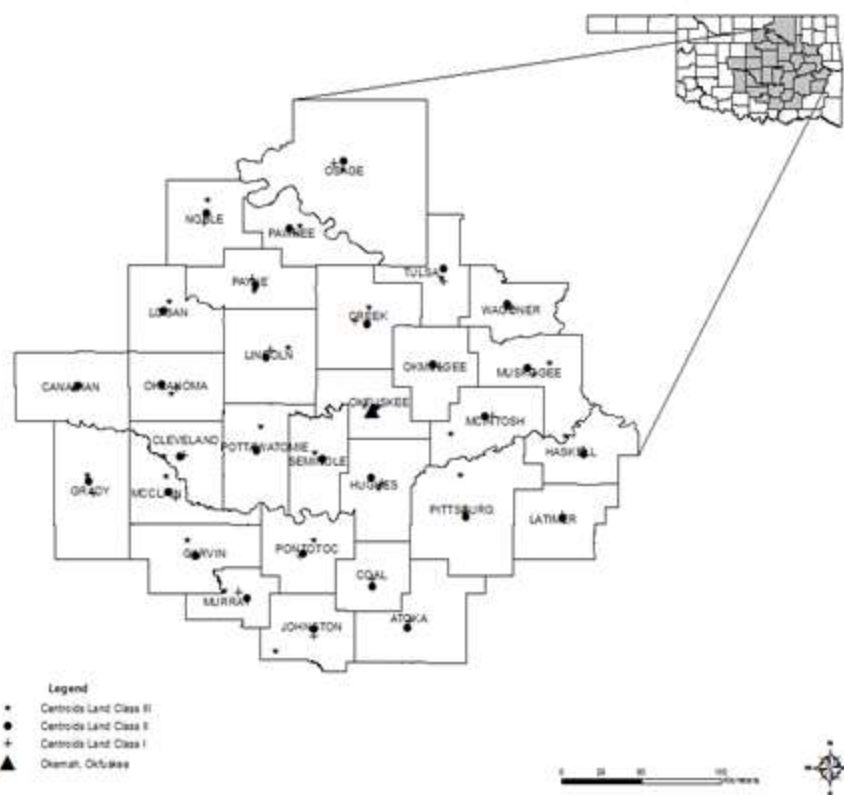 OSAGE
NOBLE
PAWNEE
TULSA
PAYNE
LOGAN
WAGONER
CREEK
LINCOLN
OKMULGEE
MUSKOGEE
CANADIAN
OKLAHOMA
OKFUSKEE
MCINTOSH
CLEVELAND
POTTAWATOMIE
SEMINOLE
HASKELL
GRADY
MCCLAIN
HUGHES
PITTSBURG
LATIMER
GARVIN
PONTOTOC
COAL
MURRAY
JOHNSTON
ATOKA
Legend
Centroids Land Class III
Centroids Land Class II
Centroids Land Class I
Okemah, Okfuskee
0